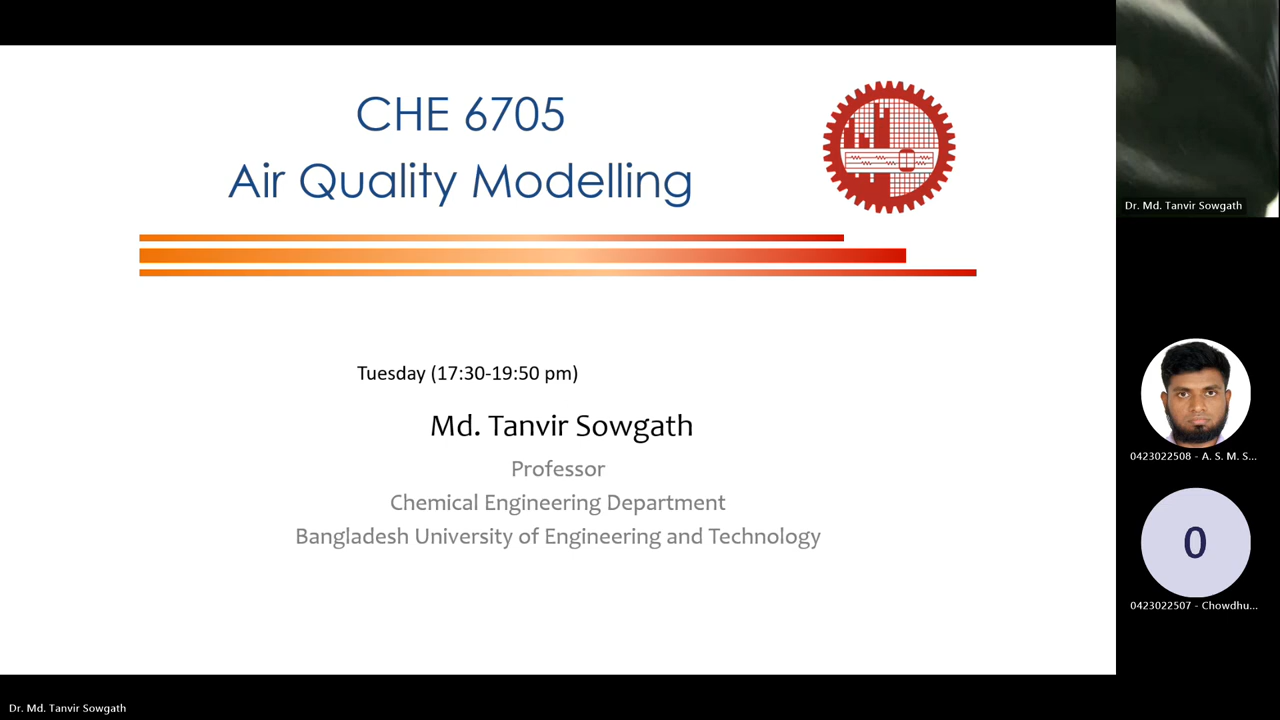 CHE 6705
Air Quality Modelling
Tuesday (17:30-19:50 pm)
Md. Tanvir Sowgath
Professor
Chemical Engineering Department
Bangladesh University of Engineering and Technology
Dr. Md. Tanvir Sowgath
0423022508 - A. S. M. S...
0
0423022507 - Chowdhu...
Dr. Md. Tanvir Sowgath